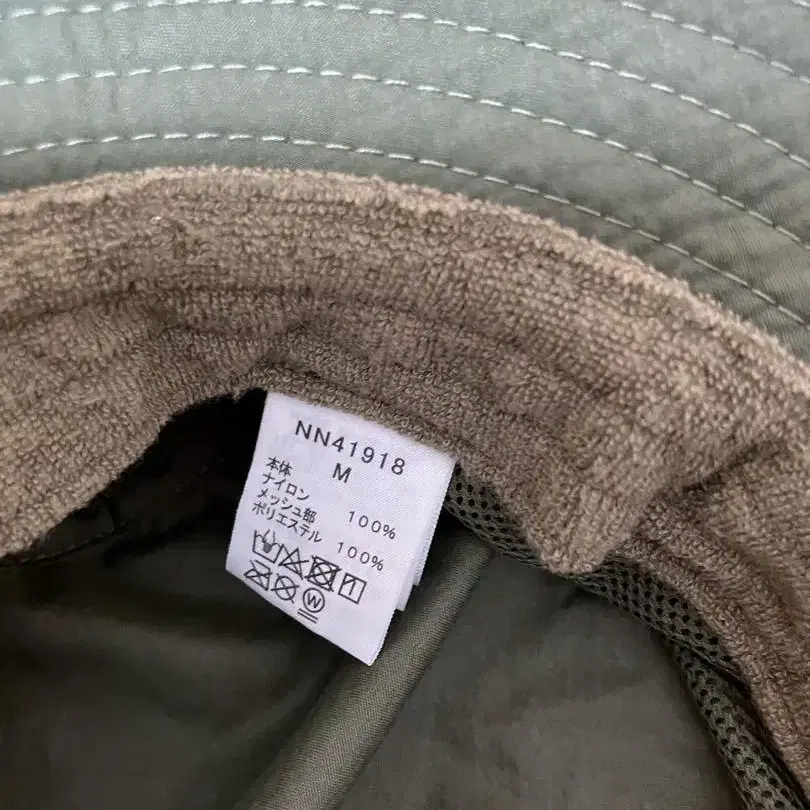 NN41918
M
本体
ナイロン 100%
メッシュ部
ポリエステル 100%
W